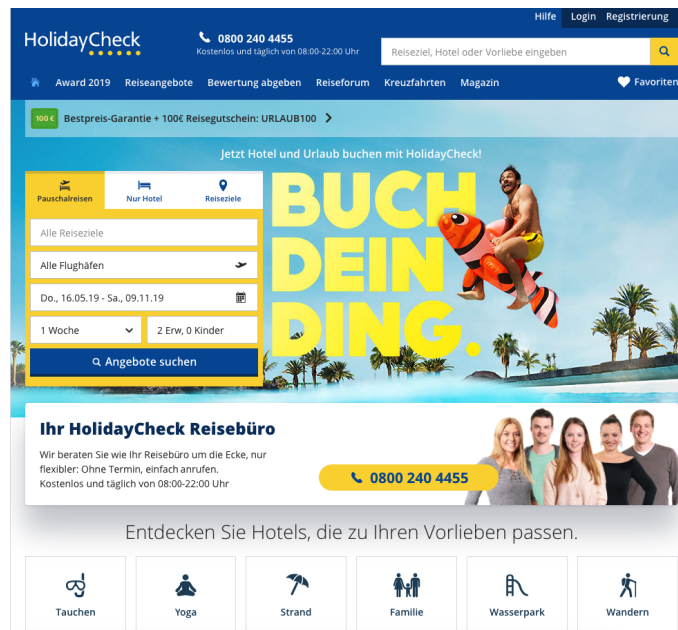 Hilfe Login Registrierung
HolidayCheck
0800 240 4455
Kostenlos und täglich von 08:00-22:00 Uhr
Reiseziel, Hotel oder Vorliebe eingeben
Award 2019 Reiseangebote Bewertung abgeben Reiseforum Kreuzfahrten Magazin Favoriten
100 € Bestpreis-Garantie + 100€ Reisegutschein: URLAUB100
Jetzt Hotel und Urlaub buchen mit HolidayCheck!
Pauschalreisen Nur Hotel Reiseziele
Alle Reiseziele
Alle Flughäfen
Do., 16.05.19 - Sa., 09.11.19
1 Woche 2 Erw, 0 Kinder
Angebote suchen
BUCH
DEIN
DING.
Ihr HolidayCheck Reisebüro
Wir beraten Sie wie Ihr Reisebüro um die Ecke, nur
flexibler: Ohne Termin, einfach anrufen.
Kostenlos und täglich von 08:00-22:00 Uhr
0800 240 4455
Entdecken Sie Hotels, die zu Ihren Vorlieben passen.
Tauchen Yoga Strand Familie Wasserpark Wandern